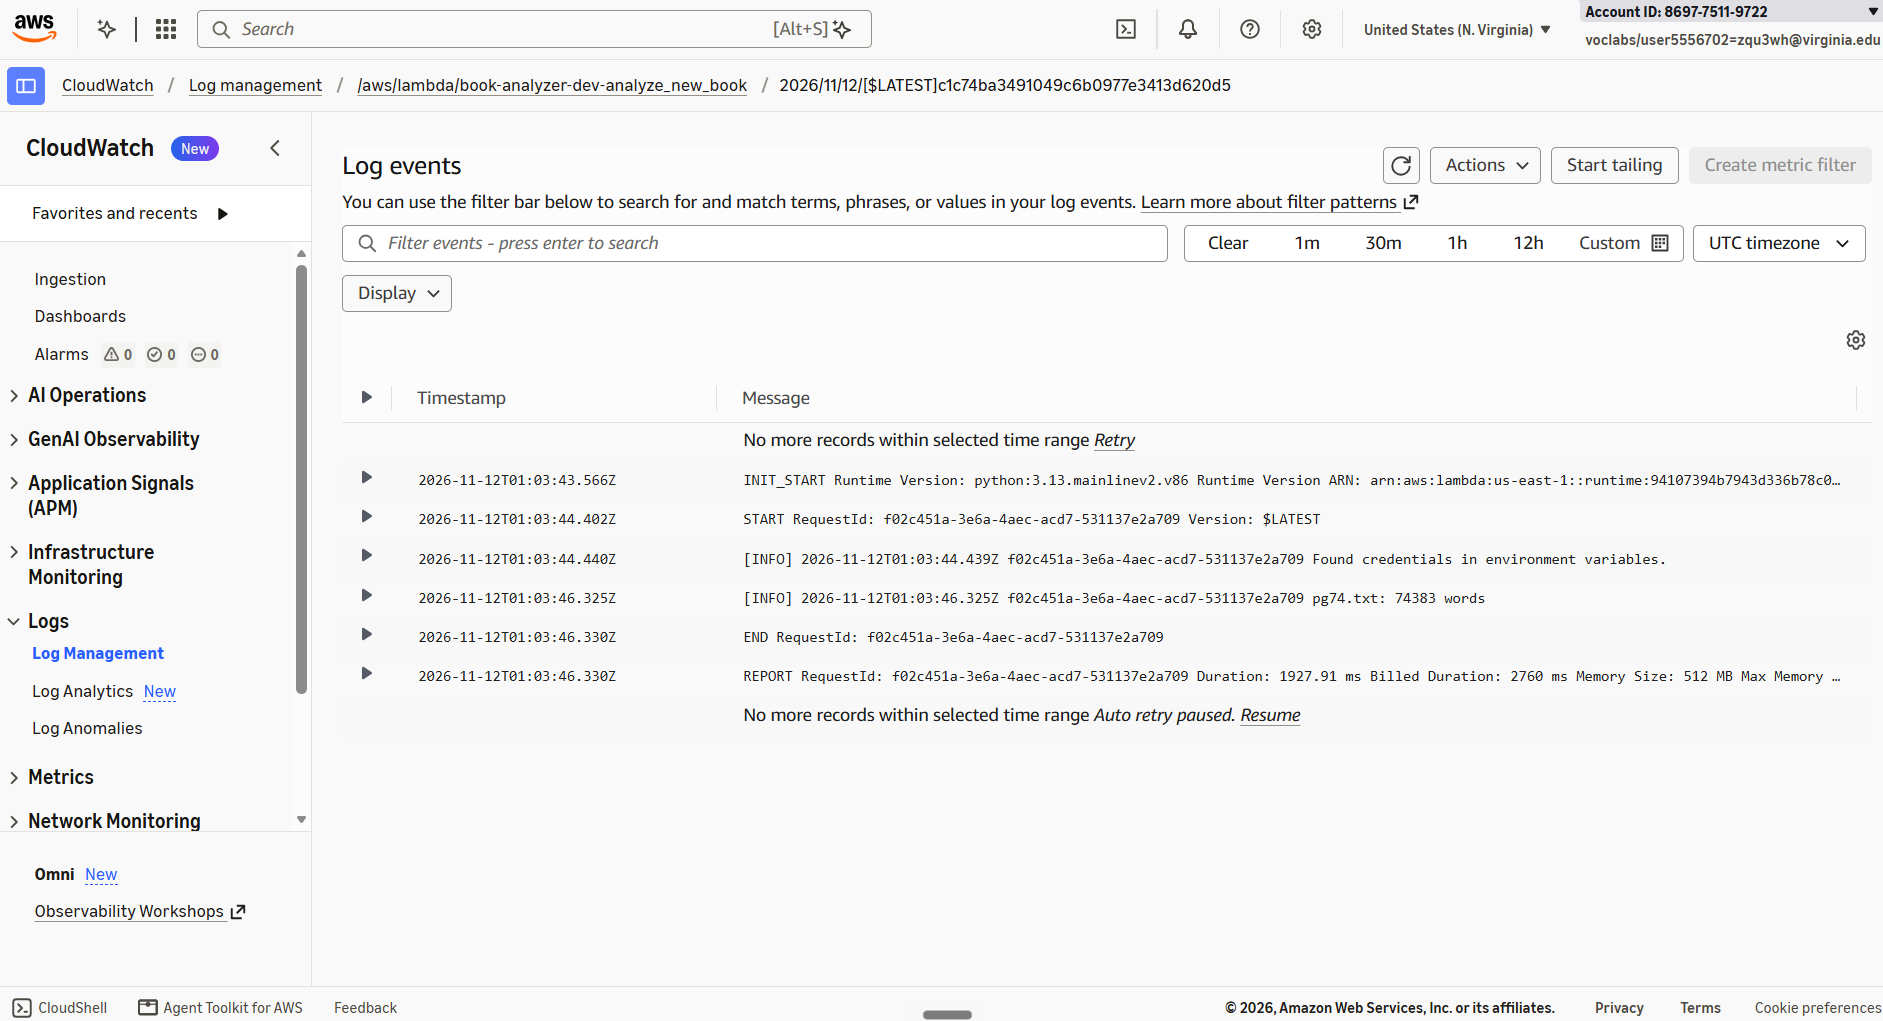 aws
Search [Alt+S]
United States (N. Virginia)
Account ID: 8697-7511-9722
voclabs/user5556702=zqu3wh@virginia.edu
CloudWatch / Log management / /aws/lambda/book-analyzer-dev-analyze_new_book / 2026/11/12/[$LATEST]c1c74ba3491049c6b0977e3413d620d5
CloudWatch New
Favorites and recents
Ingestion
Dashboards
Alarms 0 0 0
AI Operations
GenAI Observability
Application Signals
(APM)
Infrastructure
Monitoring
Logs
Log Management
Log Analytics New
Log Anomalies
Metrics
Network Monitoring
Omni New
Observability Workshops
Log events
Actions
Start tailing
Create metric filter
You can use the filter bar below to search for and match terms, phrases, or values in your log events. Learn more about filter patterns
Filter events - press enter to search
Clear 1m 30m 1h 12h Custom
UTC timezone
Display
Timestamp Message
No more records within selected time range Retry
2026-11-12T01:03:43.566Z INIT_START Runtime Version: python:3.13.mainlinev2.v86 Runtime Version ARN: arn:aws:lambda:us-east-1::runtime:94107394b7943d336b78c0…
2026-11-12T01:03:44.402Z START RequestId: f02c451a-3e6a-4aec-acd7-531137e2a709 Version: $LATEST
2026-11-12T01:03:44.440Z [INFO] 2026-11-12T01:03:44.439Z f02c451a-3e6a-4aec-acd7-531137e2a709 Found credentials in environment variables.
2026-11-12T01:03:46.325Z [INFO] 2026-11-12T01:03:46.325Z f02c451a-3e6a-4aec-acd7-531137e2a709 pg74.txt: 74383 words
2026-11-12T01:03:46.330Z END RequestId: f02c451a-3e6a-4aec-acd7-531137e2a709
2026-11-12T01:03:46.330Z REPORT RequestId: f02c451a-3e6a-4aec-acd7-531137e2a709 Duration: 1927.91 ms Billed Duration: 2760 ms Memory Size: 512 MB Max Memory …
No more records within selected time range Auto retry paused. Resume
CloudShell
Agent Toolkit for AWS
Feedback
© 2026, Amazon Web Services, Inc. or its affiliates.
Privacy
Terms
Cookie preferences